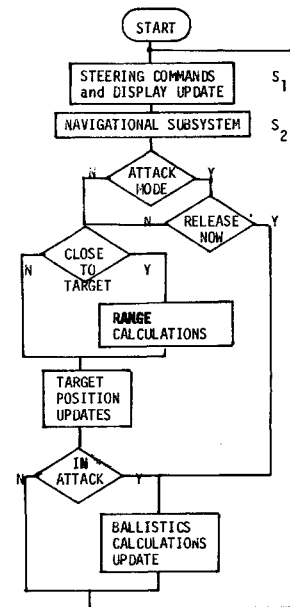 START
STEERING COMMANDS
and DISPLAY UPDATE
S1
NAVIGATIONAL SUBSYSTEM
S2
N
ATTACK
MODE
Y
N
RELEASE
NOW
Y
N
CLOSE
TO
TARGET
Y
RANGE
CALCULATIONS
TARGET
POSITION
UPDATES
N
IN
ATTACK
Y
BALLISTICS
CALCULATIONS
UPDATE